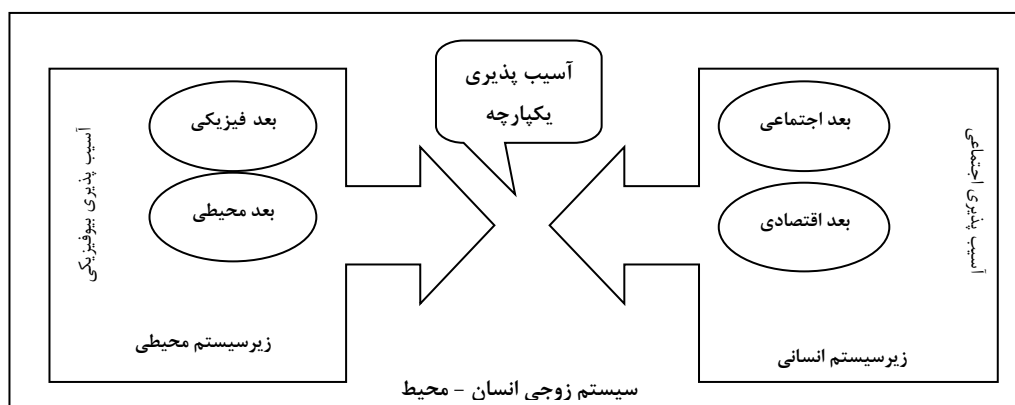 آسیب پذیری
یکپارچه
بعد اجتماعی
بعد اقتصادی
آسیب پذیری اجتماعی
زیرسیستم انسانی
بعد فیزیکی
بعد محیطی
آسیب پذیری بیوفیزیکی
زیرسیستم محیطی
سیستم زوجی انسان - محیط